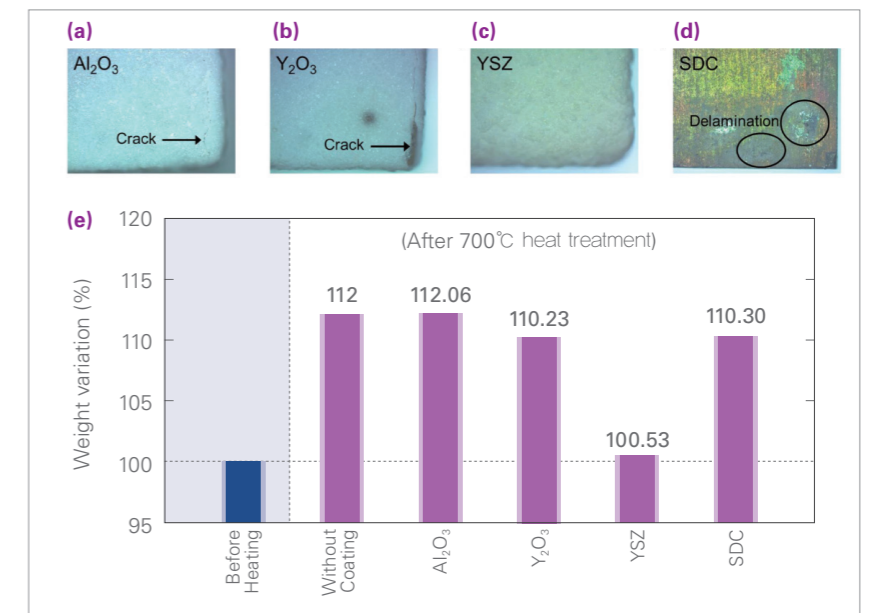 (a)
(b)
(c)
(d)
Al₂O₃
Y₂O₃
YSZ
SDC
Crack
Crack
Delamination
(e)
(After 700℃ heat treatment)
Weight variation (%)
120
115
110
105
100
95
112
112.06
110.23
100.53
110.30
Before
Heating
Without
Coating
Al₂O₃
Y₂O₃
YSZ
SDC